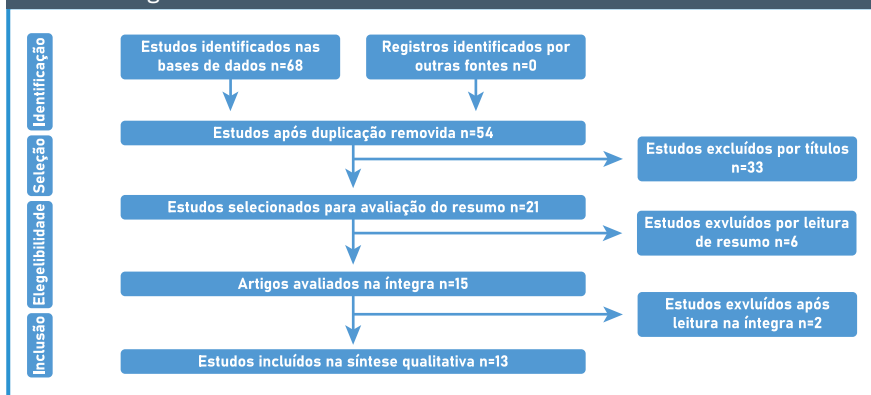 Identificação
Estudos identificados nas
bases de dados n=68
Registros identificados por
outras fontes n=0
Estudos após duplicação removida n=54
Seleção
Estudos excluídos por títulos
n=33
Estudos selecionados para avaliação do resumo n=21
Elegelibilidade
Estudos exvluídos por leitura
de resumo n=6
Artigos avaliados na íntegra n=15
Estudos exvluídos após
leitura na íntegra n=2
Inclusão
Estudos incluídos na síntese qualitativa n=13